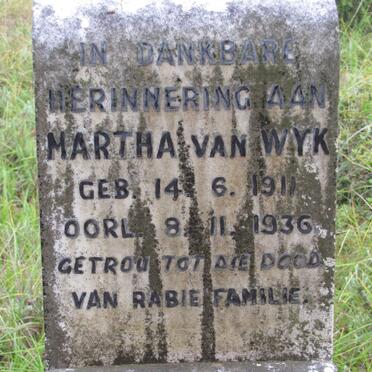 IN DANKBARE
HERINNERING AAN
MARTHA VAN WYK
GEB. 14. 6. 1911
OORL. 8. 11. 1936
GETROU TOT DIE DOOD
VAN RABIE FAMILIE.